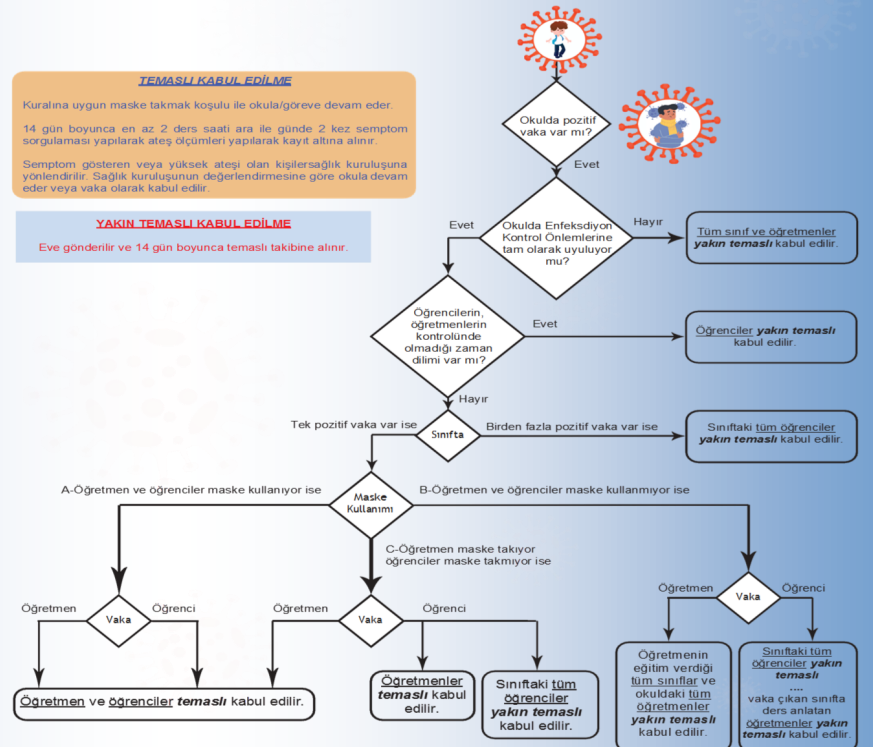 TEMASLI KABUL EDİLME
Kuralına uygun maske takmak koşulu ile okula/göreve devam eder.
14 gün boyunca en az 2 ders saati ara ile günde 2 kez semptom
sorgulaması yapılarak ateş ölçümleri yapılarak kayıt altına alınır.
Semptom gösteren veya yüksek ateşi olan kişilersağlık kuruluşuna
yönlendirilir. Sağlık kuruluşunun değerlendirmesine göre okula devam
eder veya vaka olarak kabul edilir.
YAKIN TEMASLI KABUL EDİLME
Eve gönderilir ve 14 gün boyunca temaslı takibine alınır.
Okulda pozitif
vaka var mı?
Evet
Okulda Enfeksdiyon
Kontrol Önlemlerine
tam olarak uyuluyor
mu?
Evet
Hayır
Tüm sınıf ve öğretmenler
yakın temaslı kabul edilir.
Öğrencilerin,
öğretmenlerin
kontrolünde
olmadığı zaman
dilimi var mı?
Evet
Öğrenciler yakın temaslı
kabul edilir.
Hayır
Sınıfta
Tek pozitif vaka var ise
Birden fazla pozitif vaka var ise
Sınıftaki tüm öğrenciler
yakın temaslı kabul edilir.
Maske
Kullanımı
A-Öğretmen ve öğrenciler maske kullanıyor ise
B-Öğretmen ve öğrenciler maske kullanmıyor ise
C-Öğretmen maske takıyor
öğrenciler maske takmıyor ise
Öğretmen
Vaka
Öğrenci
Öğretmen
Vaka
Öğrenci
Öğretmen
Vaka
Öğrenci
Öğretmen ve öğrenciler temaslı kabul edilir.
Öğretmenler
temaslı kabul
edilir.
Sınıftaki tüm
öğrenciler
yakın temaslı
kabul edilir.
Öğretmenin
eğitim verdiği
tüm sınıflar ve
okuldaki tüm
öğretmenler
yakın temaslı
kabul edilir.
Sınıftaki tüm
öğrenciler yakın
temaslı
....
vaka çıkan sınıfta
ders anlatan
öğretmenler yakın
temaslı kabul edilir.